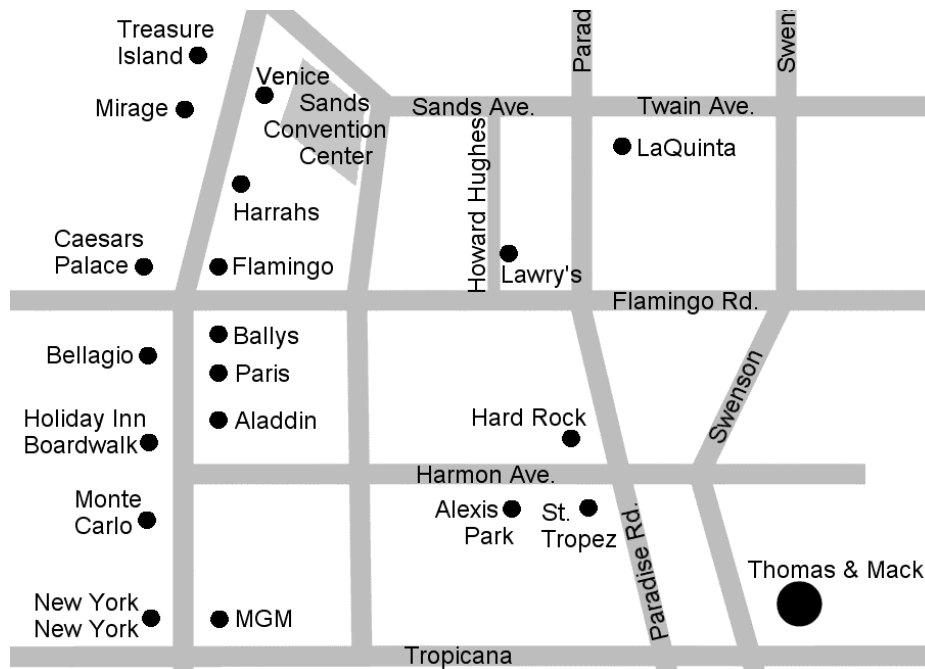 Treasure
Island
Mirage
Venice
Sands
Convention
Center
Harrahs
Caesars
Palace
Flamingo
Parad
Swens
Sands Ave.
Twain Ave.
LaQuinta
Howard Hughes
Lawry's
Flamingo Rd.
Ballys
Bellagio
Paris
Aladdin
Holiday Inn
Boardwalk
Hard Rock
Swenson
Harmon Ave.
Monte
Carlo
Alexis
Park
St.
Tropez
Paradise Rd.
Thomas & Mack
New York
New York
MGM
Tropicana